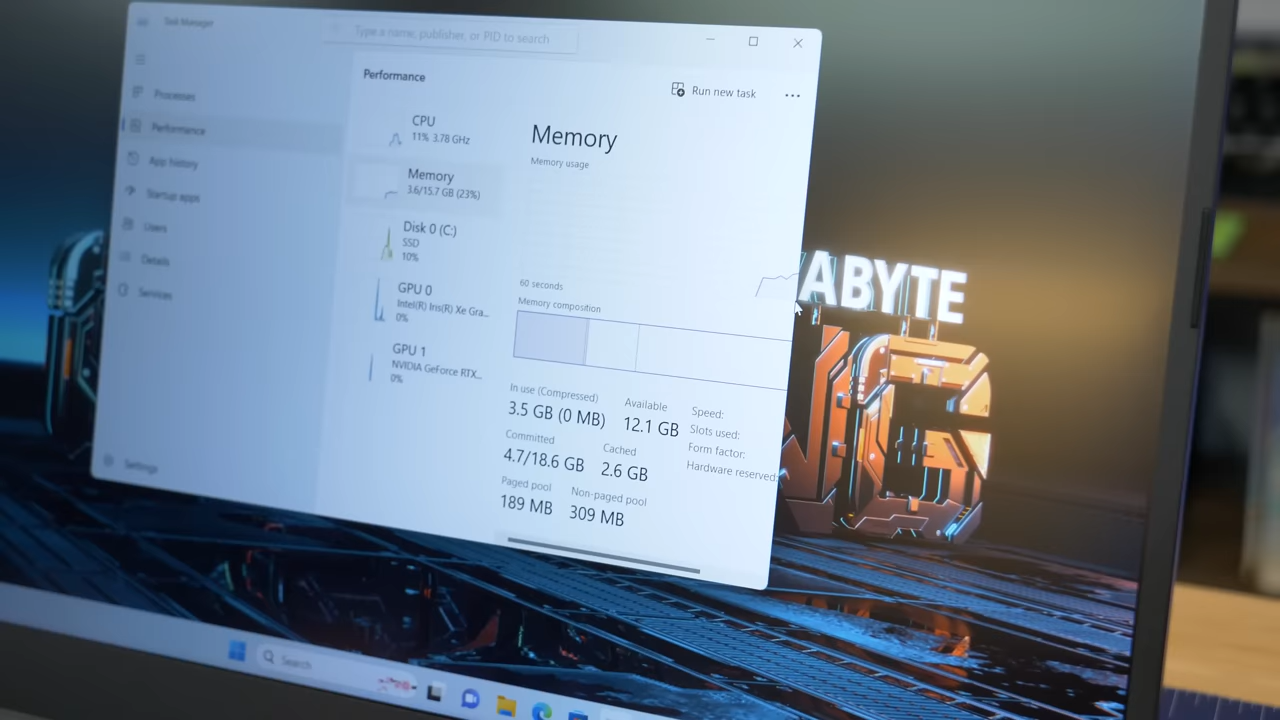 Task Manager
Type a name, publisher, or PID to search
Processes
Performance
App history
Startup apps
Users
Details
Services
Settings
Performance
Run new task
CPU
11% 3.78 GHz
Memory
3.6/15.7 GB (23%)
Disk 0 (C:)
SSD
10%
GPU 0
Intel(R) Iris(R) Xe Gra...
0%
GPU 1
NVIDIA GeForce RTX...
0%
Memory
Memory usage
60 seconds
Memory composition
In use (Compressed)
3.5 GB (0 MB)
Available
12.1 GB
Committed
4.7/18.6 GB
Cached
2.6 GB
Paged pool
189 MB
Non-paged pool
309 MB
Speed:
Slots used:
Form factor:
Hardware reserved:
ABYTE
Search